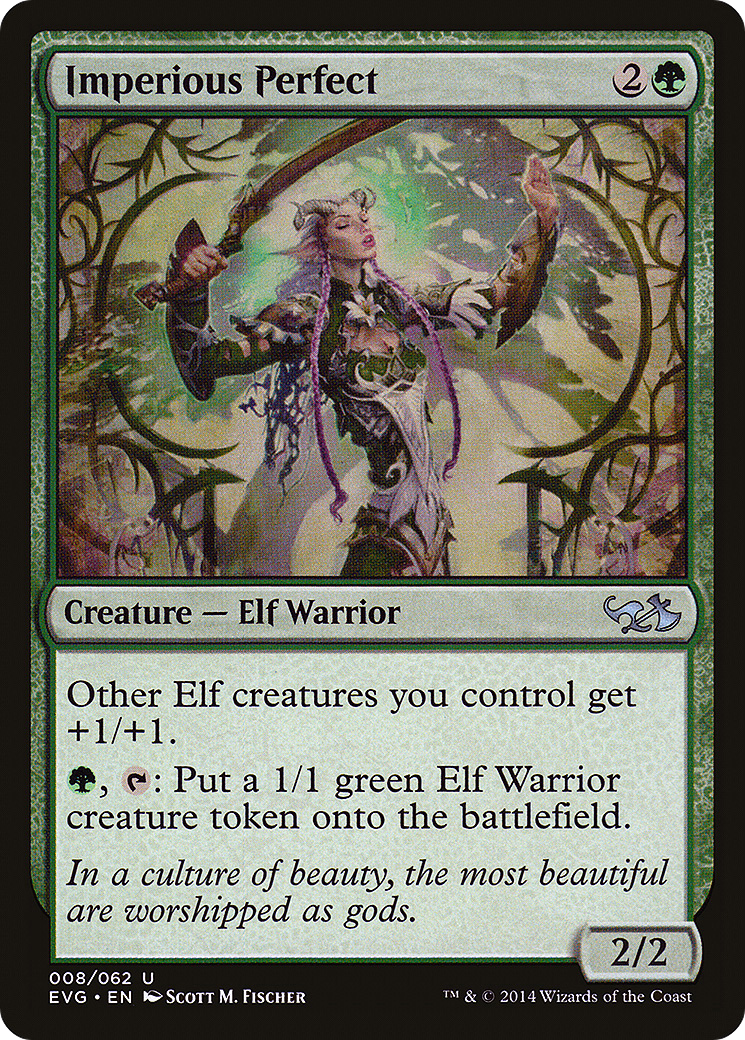 Imperious Perfect
2
Creature — Elf Warrior
Other Elf creatures you control get
+1/+1.
, : Put a 1/1 green Elf Warrior
creature token onto the battlefield.
In a culture of beauty, the most beautiful
are worshipped as gods.
2/2
008/062 U
EVG • EN Scott M. Fischer
™ & © 2014 Wizards of the Coast